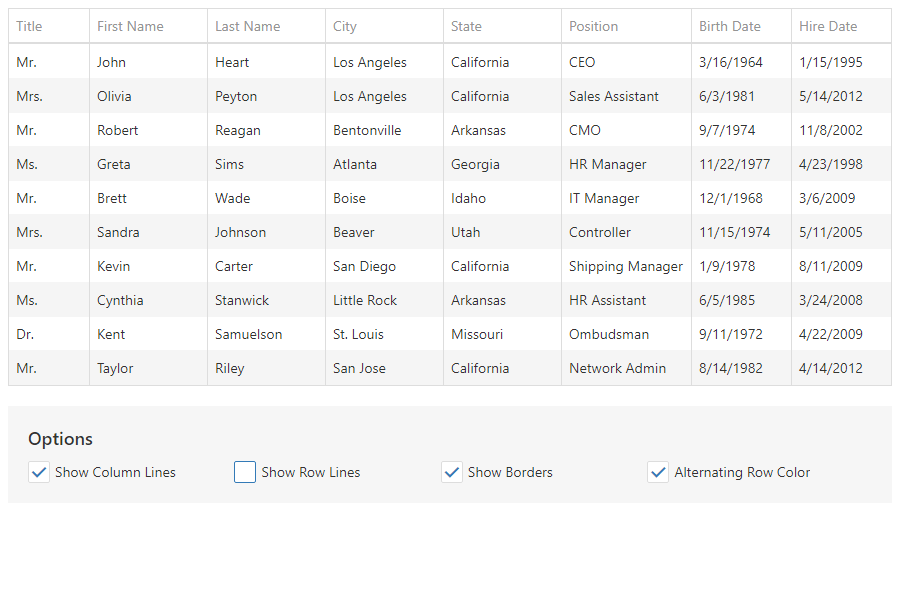 Title First Name Last Name City State Position Birth Date Hire Date
Mr. John Heart Los Angeles California CEO 3/16/1964 1/15/1995
Mrs. Olivia Peyton Los Angeles California Sales Assistant 6/3/1981 5/14/2012
Mr. Robert Reagan Bentonville Arkansas CMO 9/7/1974 11/8/2002
Ms. Greta Sims Atlanta Georgia HR Manager 11/22/1977 4/23/1998
Mr. Brett Wade Boise Idaho IT Manager 12/1/1968 3/6/2009
Mrs. Sandra Johnson Beaver Utah Controller 11/15/1974 5/11/2005
Mr. Kevin Carter San Diego California Shipping Manager 1/9/1978 8/11/2009
Ms. Cynthia Stanwick Little Rock Arkansas HR Assistant 6/5/1985 3/24/2008
Dr. Kent Samuelson St. Louis Missouri Ombudsman 9/11/1972 4/22/2009
Mr. Taylor Riley San Jose California Network Admin 8/14/1982 4/14/2012
Options
Show Column Lines Show Row Lines Show Borders Alternating Row Color